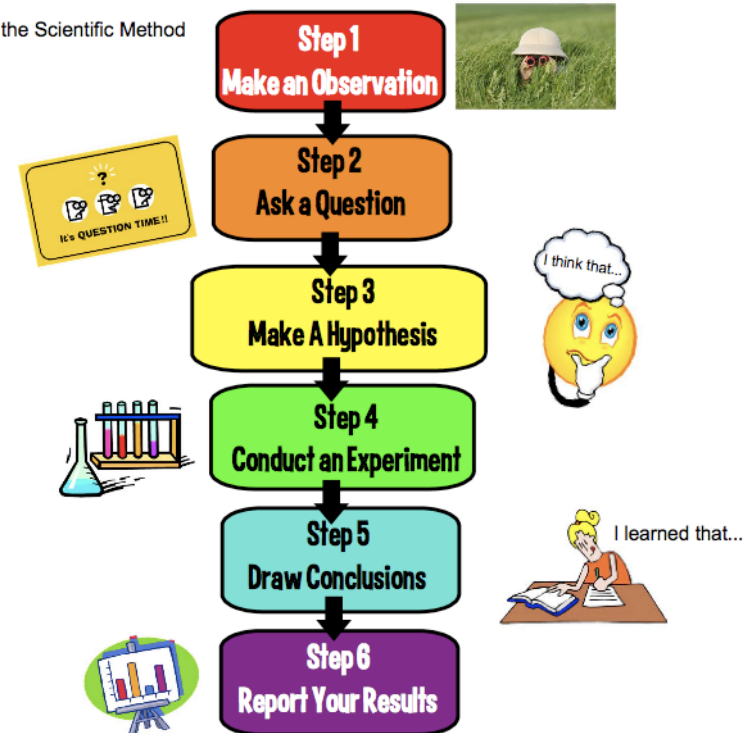 the Scientific Method
Step 1
Make an Observation
Step 2
Ask a Question
?
It's QUESTION TIME!!
Step 3
Make A Hypothesis
I think that...
Step 4
Conduct an Experiment
Step 5
Draw Conclusions
I learned that...
Step 6
Report Your Results